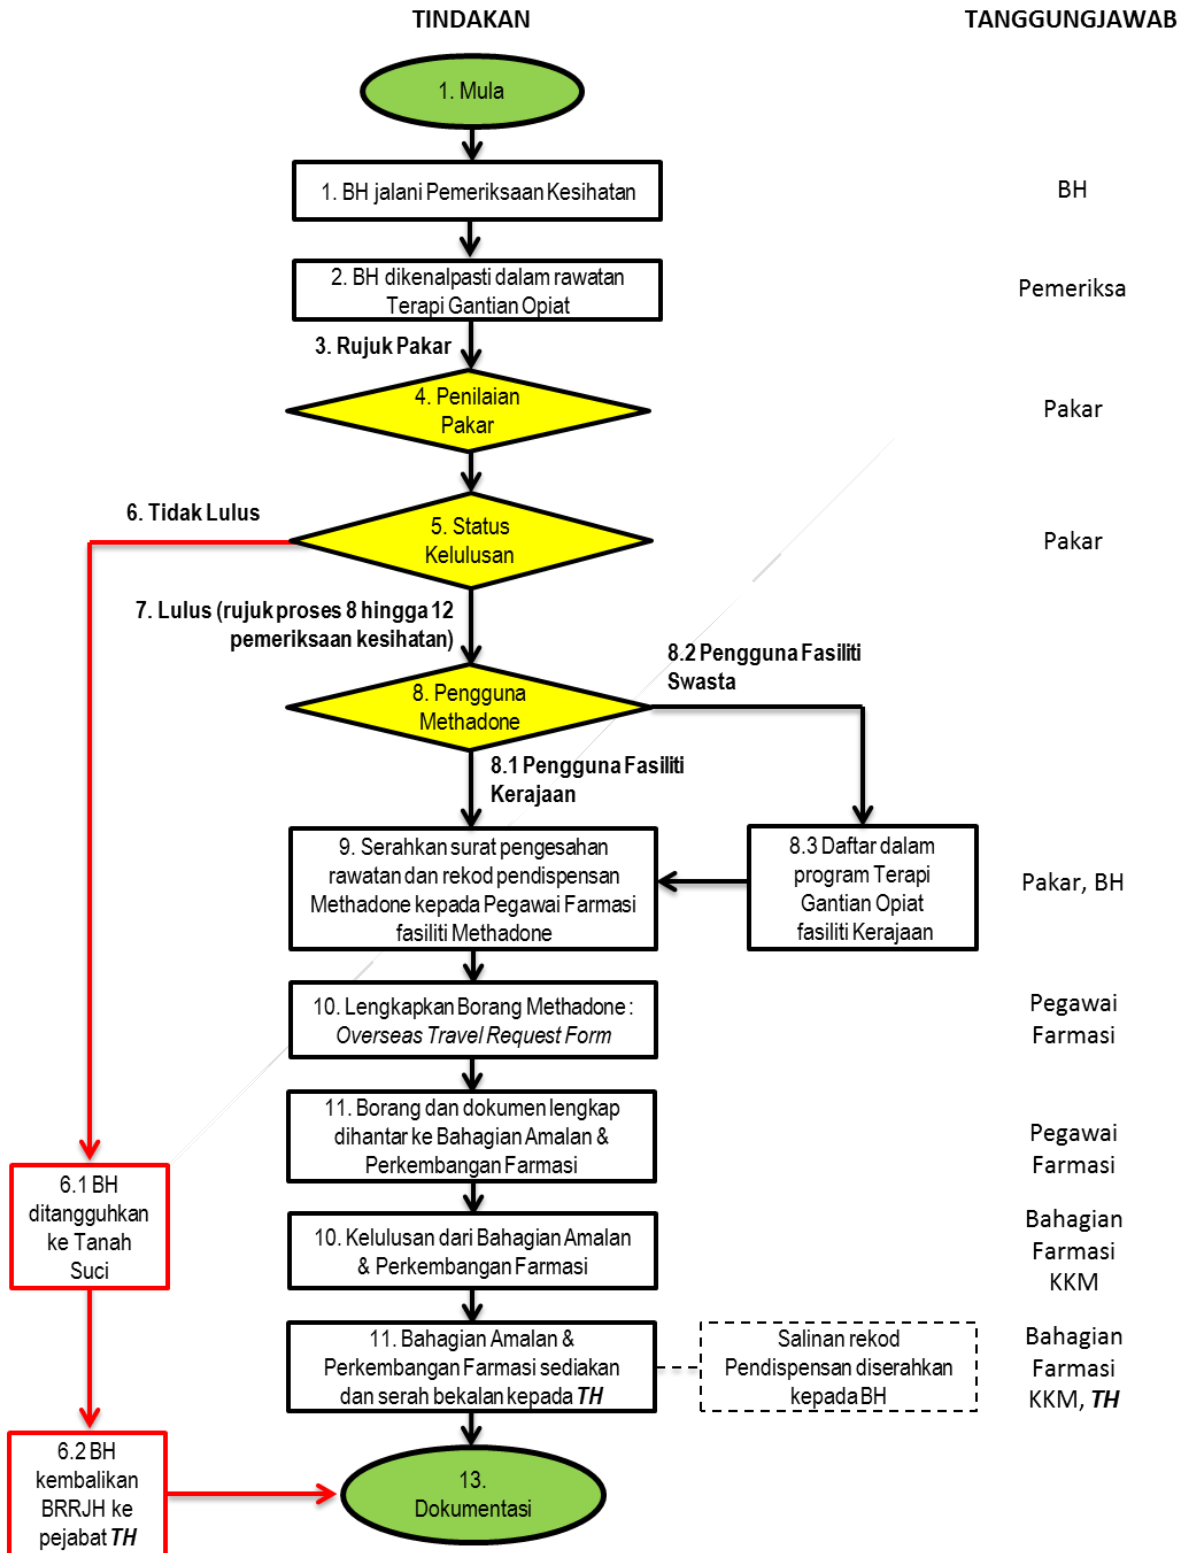 TINDAKAN
TANGGUNGJAWAB
1. Mula
1. BH jalani Pemeriksaan Kesihatan
BH
2. BH dikenalpasti dalam rawatan
Terapi Gantian Opiat
Pemeriksa
3. Rujuk Pakar
4. Penilaian
Pakar
Pakar
6. Tidak Lulus
5. Status
Kelulusan
Pakar
7. Lulus (rujuk proses 8 hingga 12
pemeriksaan kesihatan)
8.2 Pengguna Fasiliti
Swasta
8. Pengguna
Methadone
8.1 Pengguna Fasiliti
Kerajaan
9. Serahkan surat pengesahan
rawatan dan rekod pendispensan
Methadone kepada Pegawai Farmasi
fasiliti Methadone
8.3 Daftar dalam
program Terapi
Gantian Opiat
fasiliti Kerajaan
Pakar, BH
10. Lengkapkan Borang Methadone :
Overseas Travel Request Form
Pegawai
Farmasi
11. Borang dan dokumen lengkap
dihantar ke Bahagian Amalan &
Perkembangan Farmasi
Pegawai
Farmasi
6.1 BH
ditangguhkan
ke Tanah
Suci
10. Kelulusan dari Bahagian Amalan
& Perkembangan Farmasi
Bahagian
Farmasi
KKM
11. Bahagian Amalan &
Perkembangan Farmasi sediakan
dan serah bekalan kepada TH
Salinan rekod
Pendispensan diserahkan
kepada BH
Bahagian
Farmasi
KKM, TH
6.2 BH
kembalikan
BRRJH ke
pejabat TH
13.
Dokumentasi